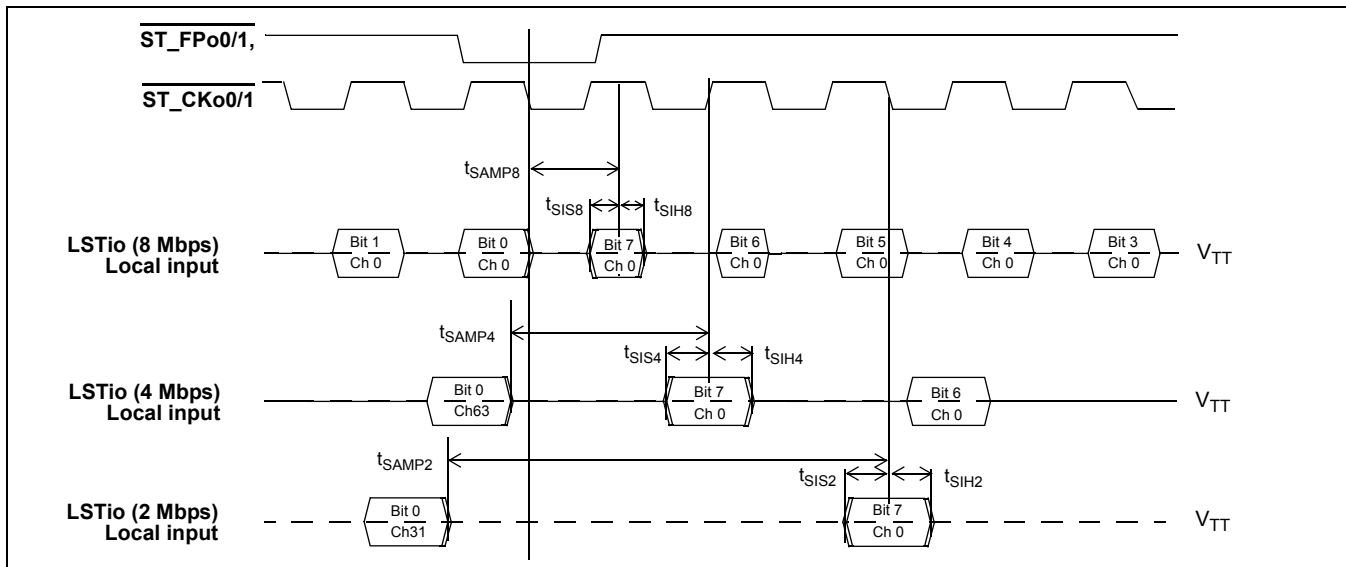 ST_FPo0/1,
ST_CKo0/1
tSAMP8
tSIS8
tSIH8
LSTio (8 Mbps)
Local input
Bit 1
Ch 0
Bit 0
Ch 0
Bit 7
Ch 0
Bit 6
Ch 0
Bit 5
Ch 0
Bit 4
Ch 0
Bit 3
Ch 0
VTT
tSAMP4
tSIS4
tSIH4
LSTio (4 Mbps)
Local input
Bit 0
Ch63
Bit 7
Ch 0
Bit 6
Ch 0
VTT
tSAMP2
tSIS2
tSIH2
LSTio (2 Mbps)
Local input
Bit 0
Ch31
Bit 7
Ch 0
VTT